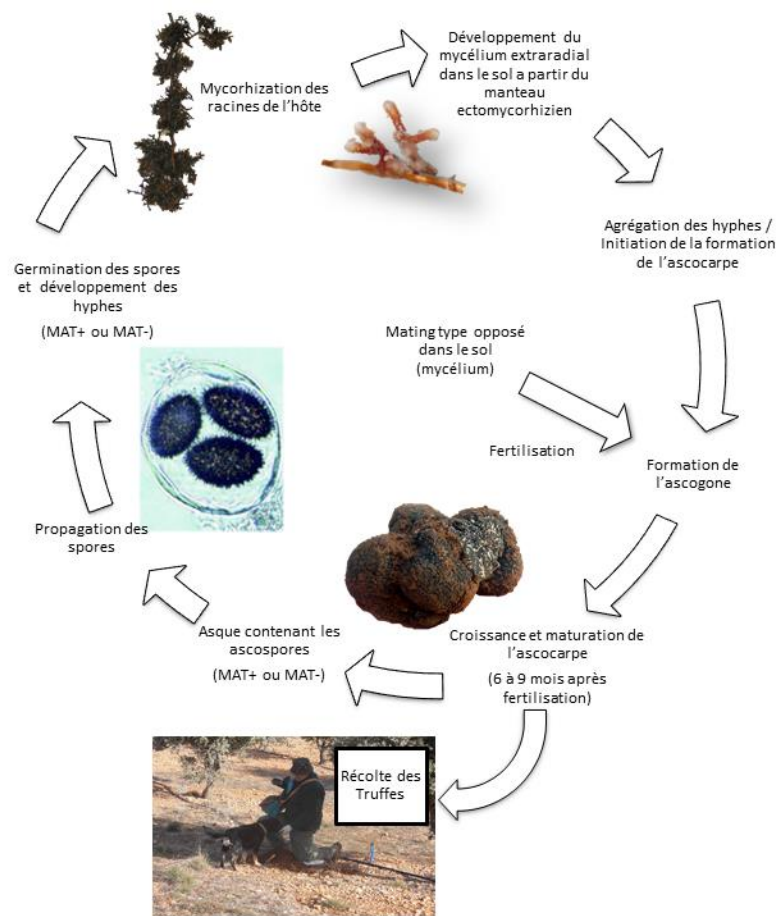 Mycorhization des
racines de l'hôte
Développement du
mycélium extraradial
dans le sol a partir du
manteau
ectomycorhizien
Agrégation des hyphes /
Initiation de la formation
de l'ascocarpe
Mating type opposé
dans le sol
(mycélium)
Fertilisation
Formation de
l'ascogone
Croissance et maturation de
l'ascocarpe
(6 à 9 mois après
fertilisation)
Récolte des
Truffes
Asque contenant les
ascospores
(MAT+ ou MAT-)
Propagation des
spores
Germination des spores
et développement des
hyphes
(MAT+ ou MAT-)